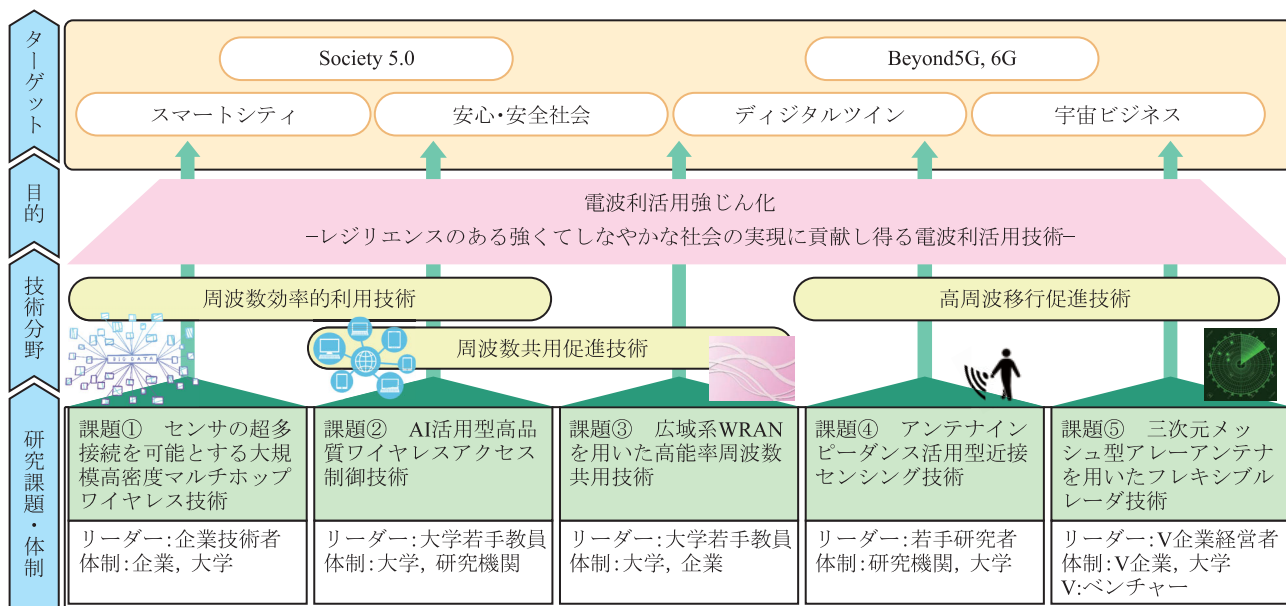 ターゲット
Society 5.0
Beyond5G, 6G
スマートシティ
安心・安全社会
ディジタルツイン
宇宙ビジネス
目的
電波利活用強じん化
−レジリエンスのある強くてしなやかな社会の実現に貢献し得る電波利活用技術−
技術分野
周波数効率的利用技術
高周波移行促進技術
周波数共用促進技術
BIG DATA
研究課題・体制
課題① センサの超多
接続を可能とする大規
模高密度マルチホップ
ワイヤレス技術
リーダー:企業技術者
体制:企業, 大学
課題② AI活用型高品
質ワイヤレスアクセス
制御技術
リーダー:大学若手教員
体制:大学, 研究機関
課題③ 広域系WRAN
を用いた高能率周波数
共用技術
リーダー:大学若手教員
体制:大学, 企業
課題④ アンテナイン
ピーダンス活用型近接
センシング技術
リーダー:若手研究者
体制:研究機関, 大学
課題⑤ 三次元メッ
シュ型アレーアンテナ
を用いたフレキシブル
レーダ技術
リーダー:V企業経営者
体制:V企業, 大学
V:ベンチャー